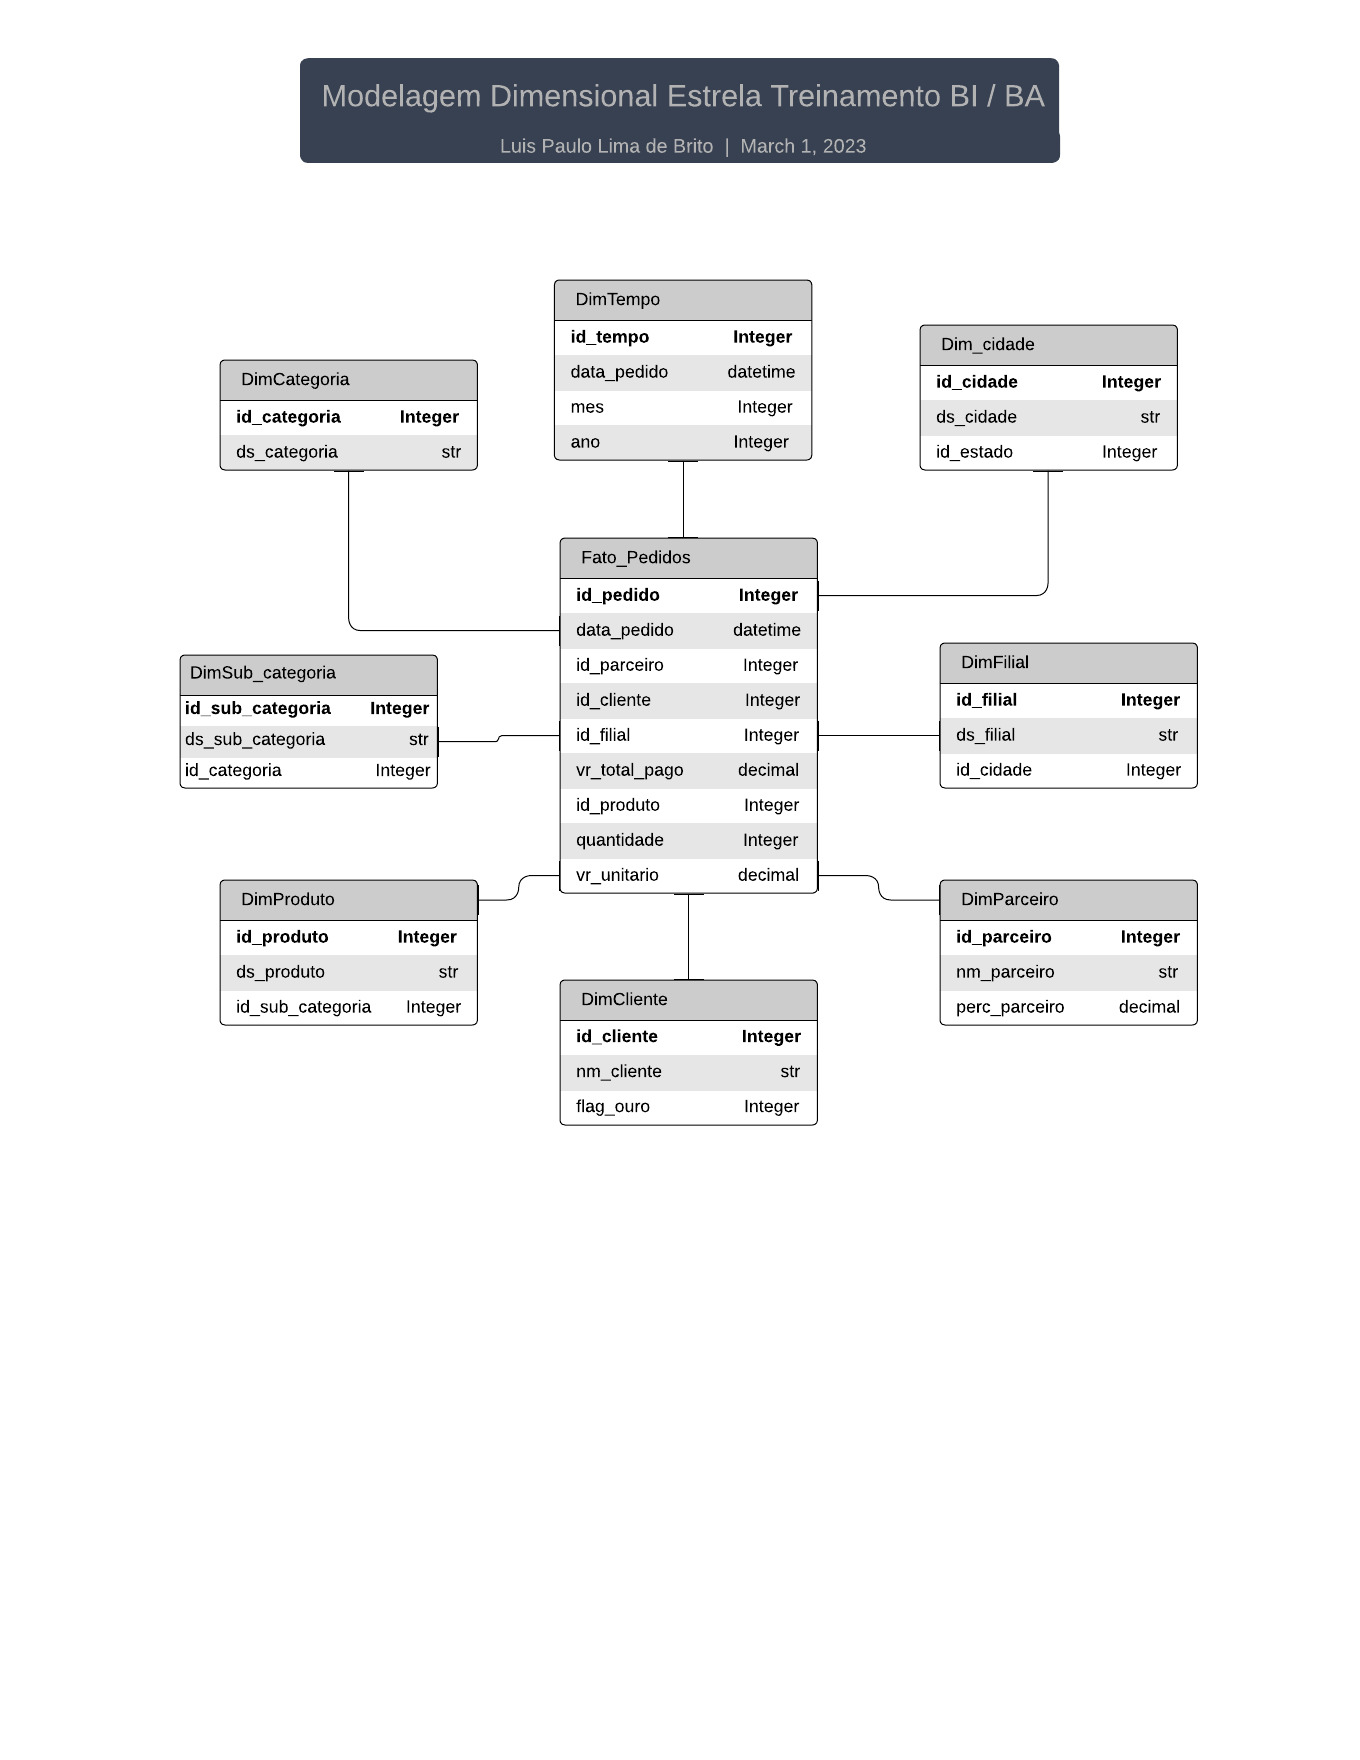 Modelagem Dimensional Estrela Treinamento BI / BA
Luis Paulo Lima de Brito | March 1, 2023
DimTempo
id_tempo Integer
data_pedido datetime
mes Integer
ano Integer
Dim_cidade
id_cidade Integer
ds_cidade str
id_estado Integer
DimCategoria
id_categoria Integer
ds_categoria str
Fato_Pedidos
id_pedido Integer
data_pedido datetime
id_parceiro Integer
id_cliente Integer
id_filial Integer
vr_total_pago decimal
id_produto Integer
quantidade Integer
vr_unitario decimal
DimSub_categoria
id_sub_categoria Integer
ds_sub_categoria str
id_categoria Integer
DimFilial
id_filial Integer
ds_filial str
id_cidade Integer
DimProduto
id_produto Integer
ds_produto str
id_sub_categoria Integer
DimParceiro
id_parceiro Integer
nm_parceiro str
perc_parceiro decimal
DimCliente
id_cliente Integer
nm_cliente str
flag_ouro Integer